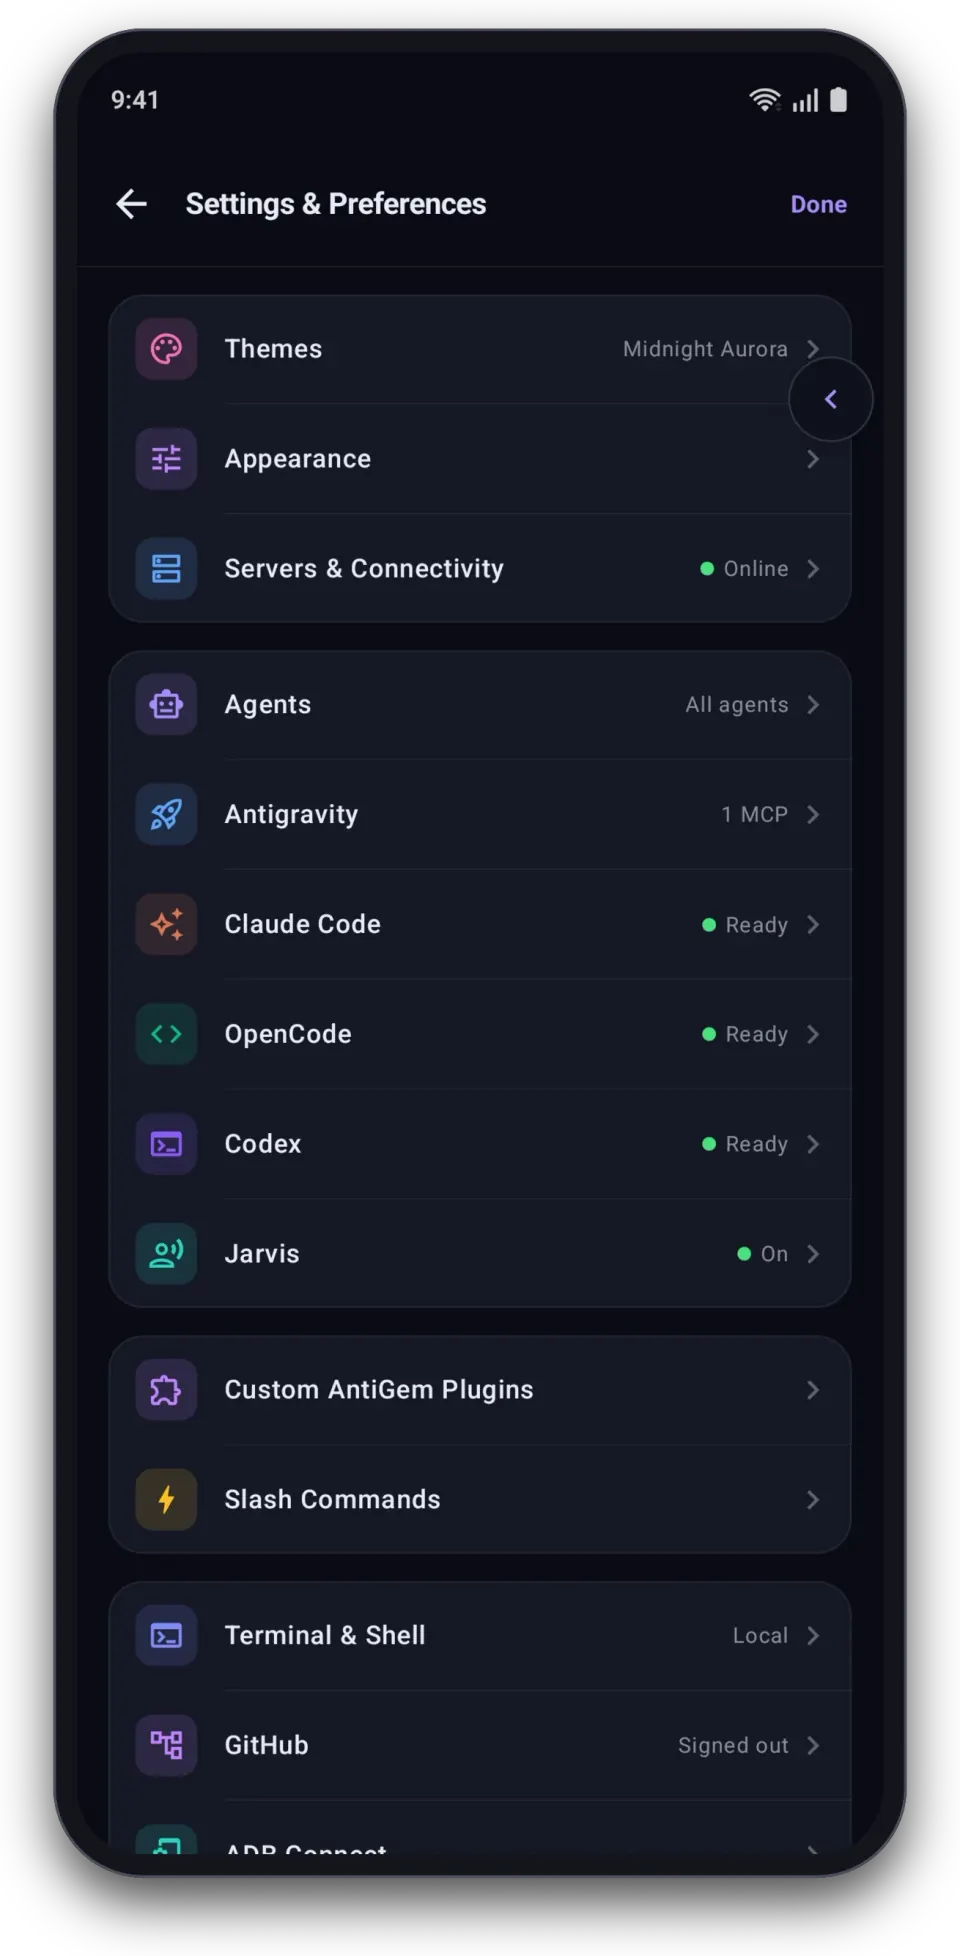 9:41
Settings & Preferences
Done
Themes
Midnight Aurora
Appearance
Servers & Connectivity
Online
Agents
All agents
Antigravity
1 MCP
Claude Code
Ready
OpenCode
Ready
Codex
Ready
Jarvis
On
Custom AntiGem Plugins
Slash Commands
Terminal & Shell
Local
GitHub
Signed out
ADB Connect